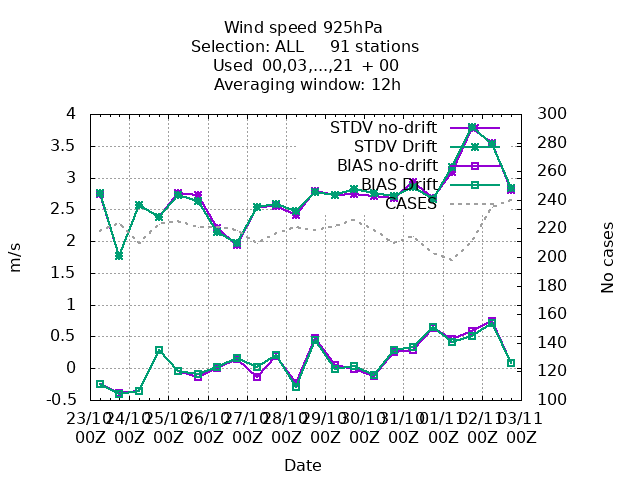 Wind speed 925hPa
Selection: ALL 91 stations
Used 00,03,...,21 + 00
Averaging window: 12h
STDV no-drift
STDV Drift
BIAS no-drift
BIAS Drift
CASES
4
3.5
3
2.5
2
1.5
1
0.5
0
-0.5
m/s
300
280
260
240
220
200
180
160
140
120
100
No cases
23/10 24/10 25/10 26/10 27/10 28/10 29/10 30/10 31/10 01/11 02/11 03/11
00Z 00Z 00Z 00Z 00Z 00Z 00Z 00Z 00Z 00Z 00Z 00Z
Date